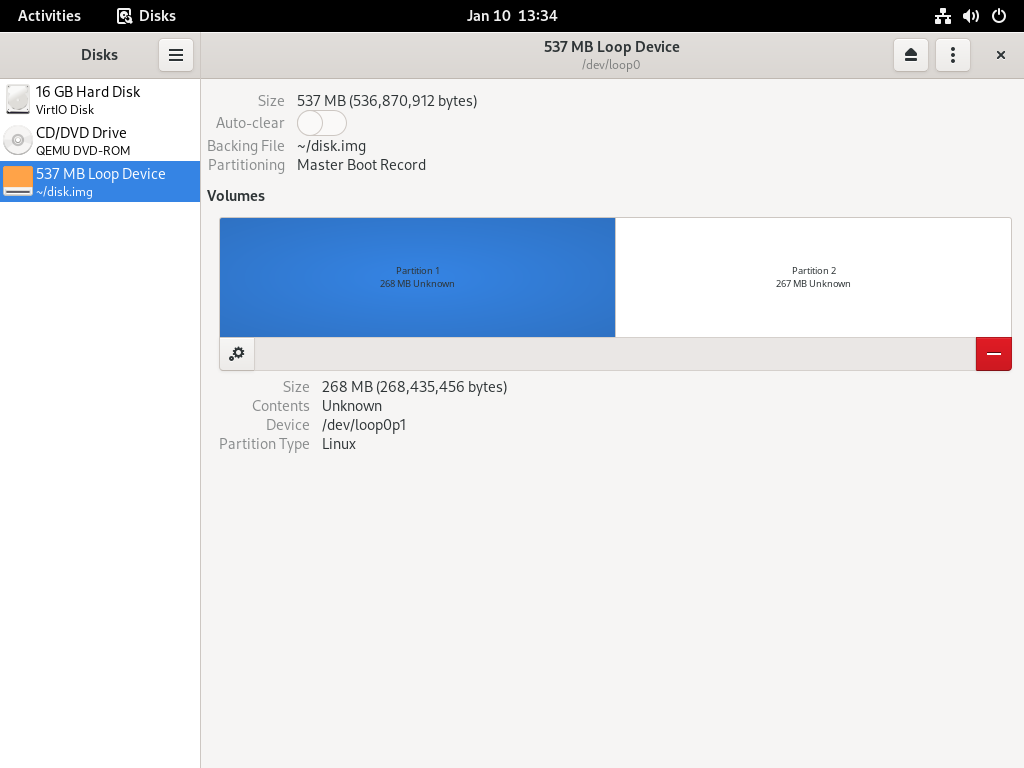 Activities Disks Jan 10 13:34
Disks
537 MB Loop Device
/dev/loop0
16 GB Hard Disk
VirtIO Disk
CD/DVD Drive
QEMU DVD-ROM
537 MB Loop Device
~/disk.img
Size 537 MB (536,870,912 bytes)
Auto-clear
Backing File ~/disk.img
Partitioning Master Boot Record
Volumes
Partition 1
268 MB Unknown
Partition 2
267 MB Unknown
Size 268 MB (268,435,456 bytes)
Contents Unknown
Device /dev/loop0p1
Partition Type Linux